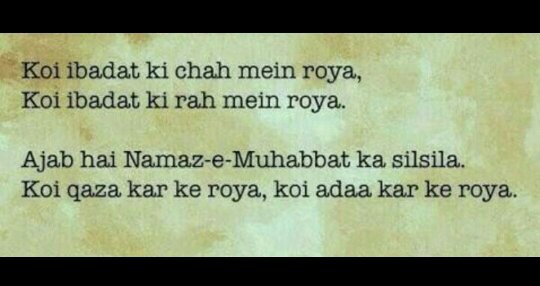 Koi ibadat ki chah mein roya,
Koi ibadat ki rah mein roya.
Ajab hai Namaz-e-Muhabbat ka silsila.
Koi qaza kar ke roya, koi adaa kar ke roya.